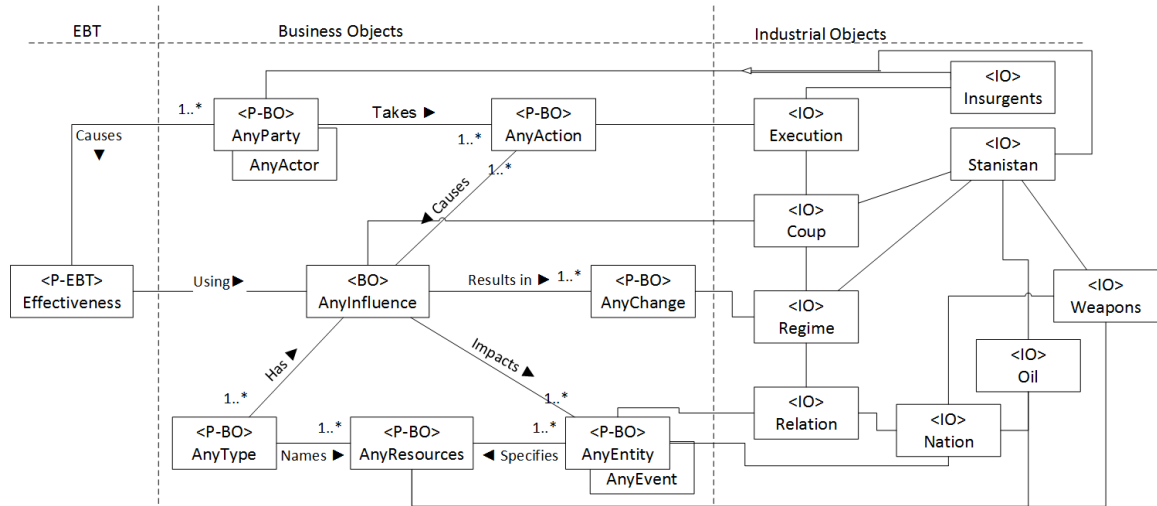 EBT
Business Objects
Industrial Objects
<IO>
Insurgents
1..*
<P-BO>
AnyParty
AnyActor
Takes ►
1..*
<P-BO>
AnyAction
1..*
<IO>
Execution
Causes
▼
<IO>
Stanistan
◄ Causes
<IO>
Coup
<P-EBT>
Effectiveness
Using►
<BO>
AnyInfluence
Results in ►
1..*
<P-BO>
AnyChange
<IO>
Regime
<IO>
Weapons
Has ►
Impacts ►
<IO>
Oil
1..*
1..*
<P-BO>
AnyType
Names ►
1..*
<P-BO>
AnyResources
1..*
◄ Specifies
<P-BO>
AnyEntity
AnyEvent
<IO>
Relation
<IO>
Nation